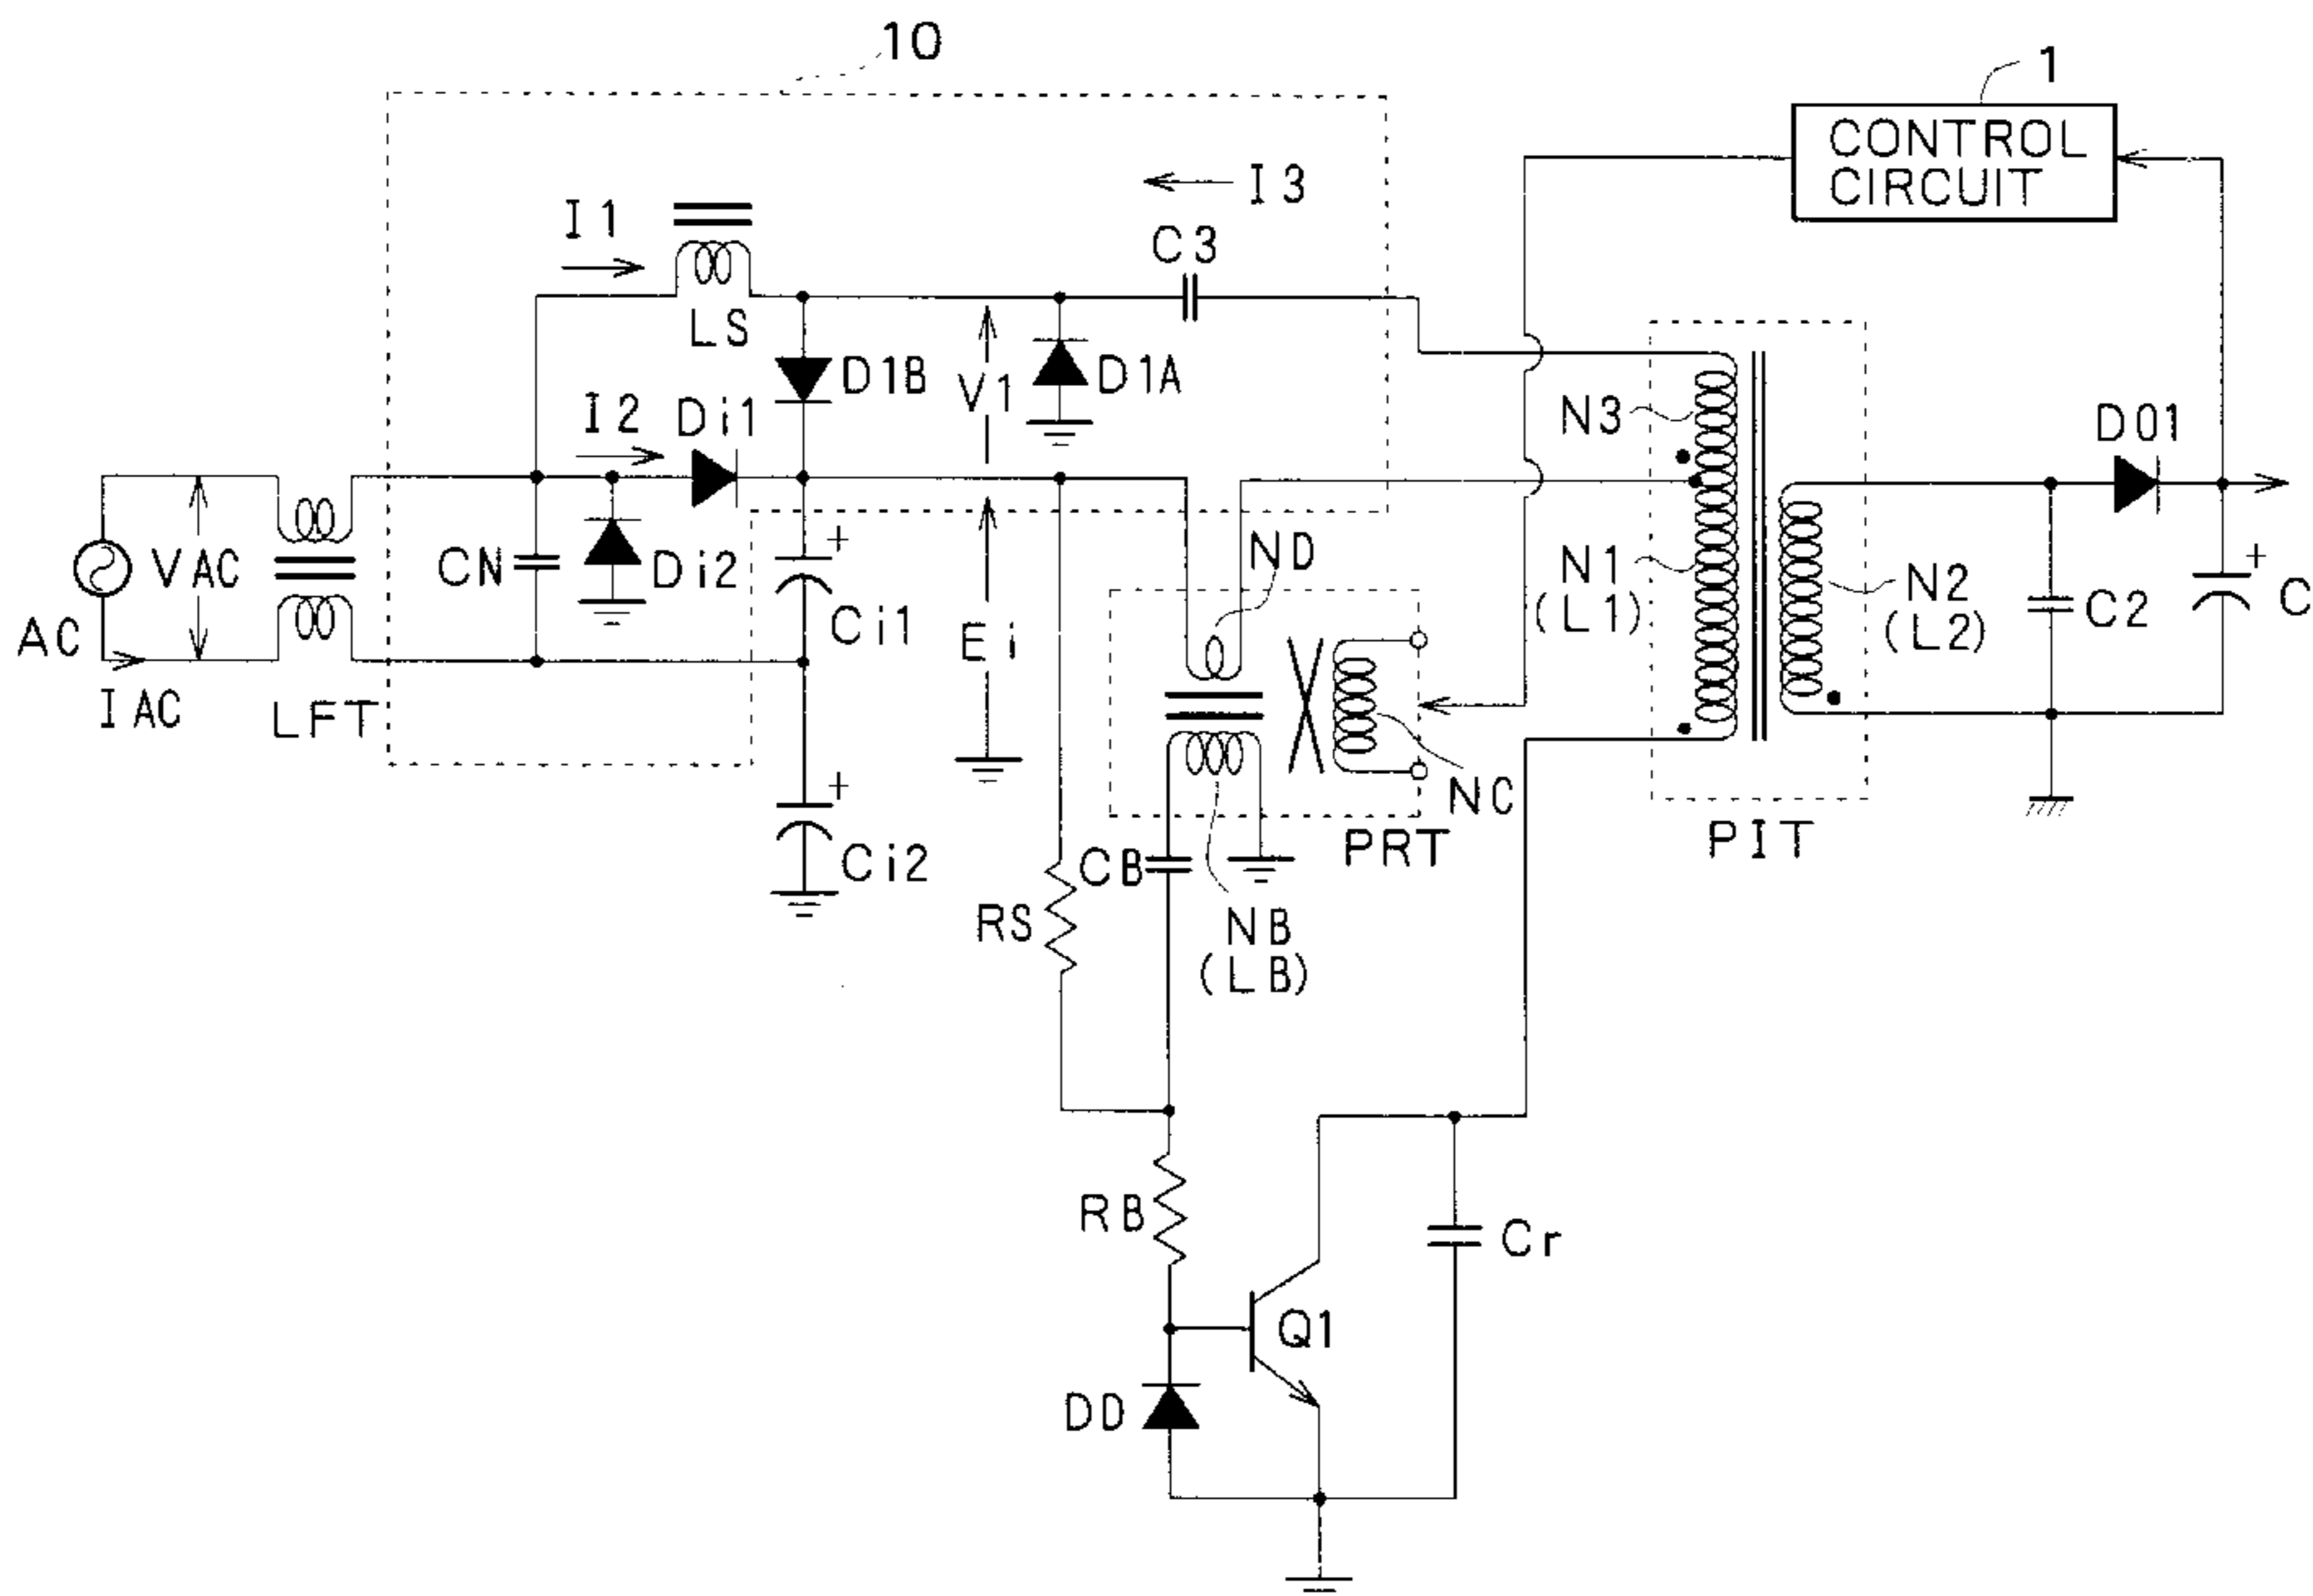 10
1
CONTROL
CIRCUIT
I3
I1
C3
LS
D1B
V1
D1A
N3
D01
I2
Di1
AC
VAC
CN
Di2
Ci1
Ei
ND
N1
(L1)
N2
(L2)
C2
C
IAC
LFT
NC
PRT
PIT
Ci2
CB
RS
NB
(LB)
RB
Cr
Q1
DD